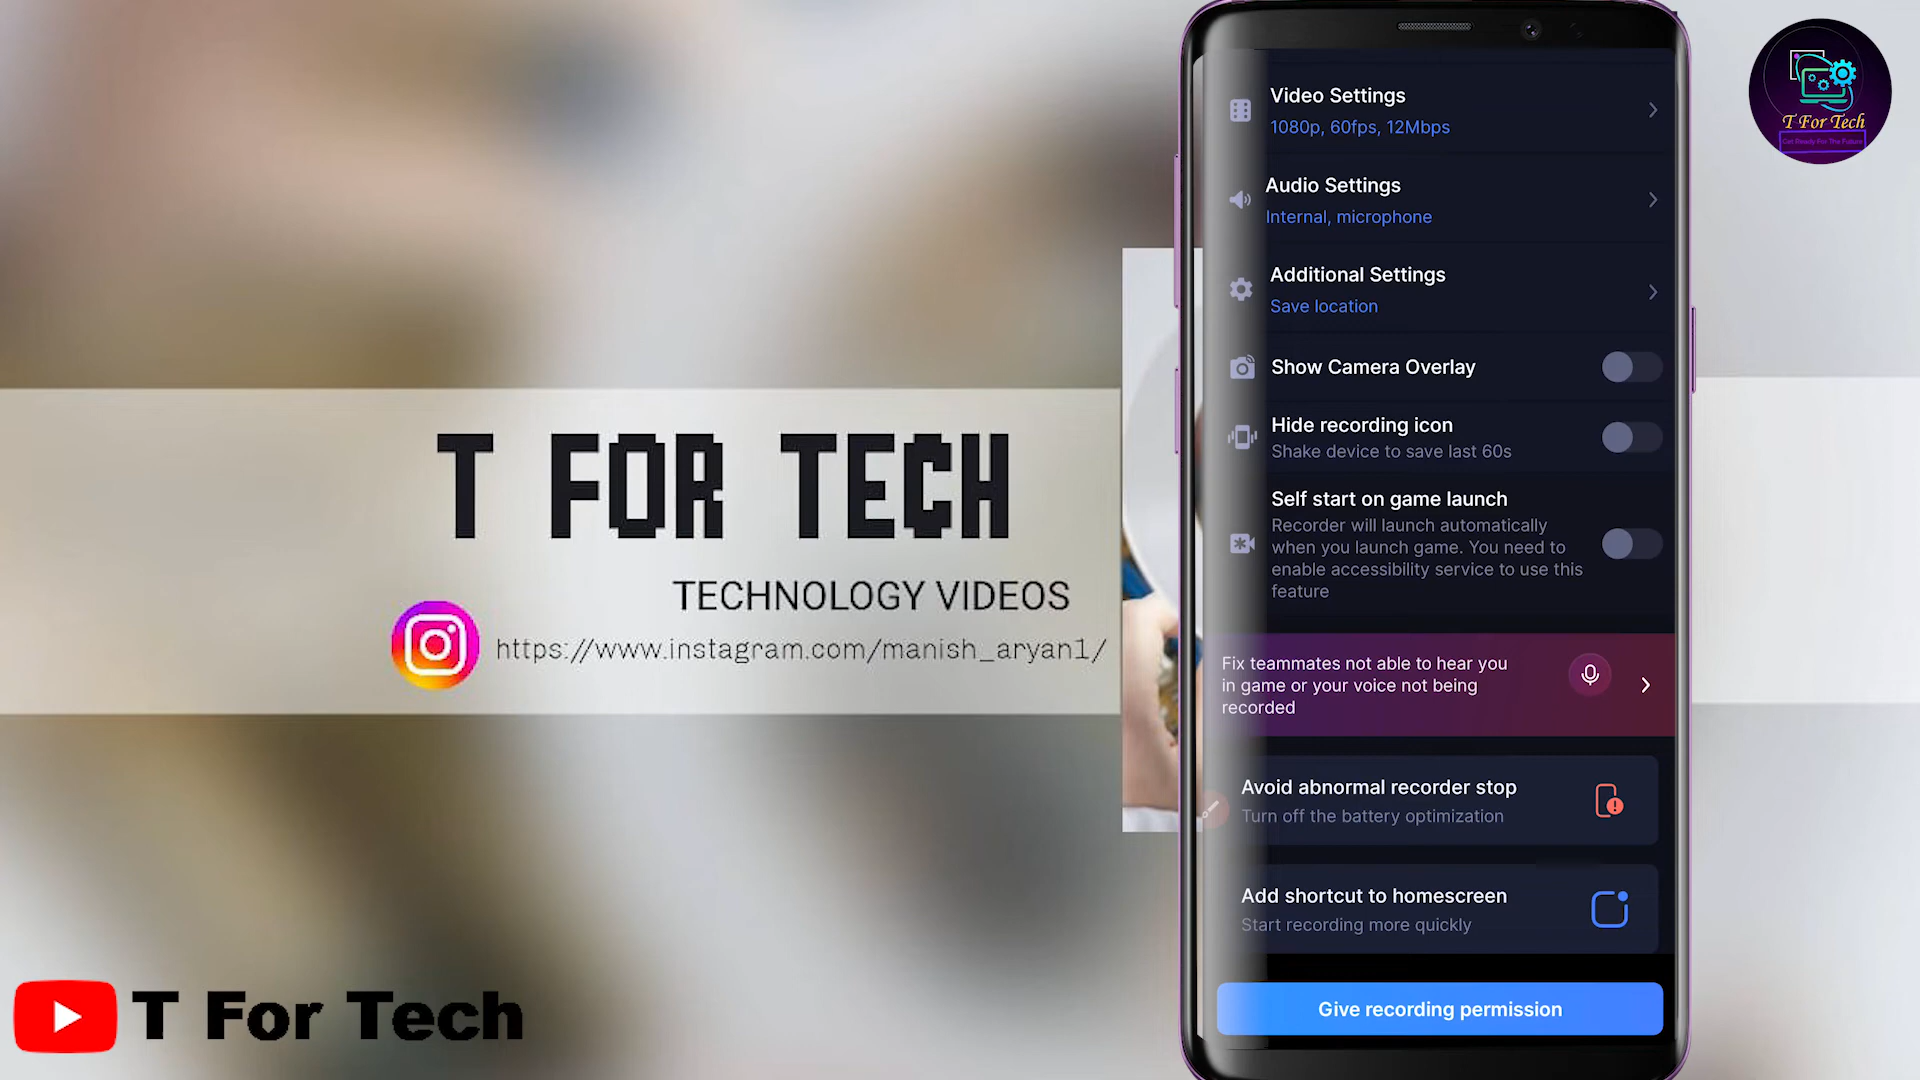 T FOR TECH
TECHNOLOGY VIDEOS
https://www.instagram.com/manish_aryan1/
T For Tech
Video Settings
1080p, 60fps, 12Mbps
Audio Settings
Internal, microphone
Additional Settings
Save location
Show Camera Overlay
Hide recording icon
Shake device to save last 60s
Self start on game launch
Recorder will launch automatically
when you launch game. You need to
enable accessibility service to use this
feature
Fix teammates not able to hear you
in game or your voice not being
recorded
Avoid abnormal recorder stop
Turn off the battery optimization
Add shortcut to homescreen
Start recording more quickly
Give recording permission
T For Tech
Get Ready For The Future